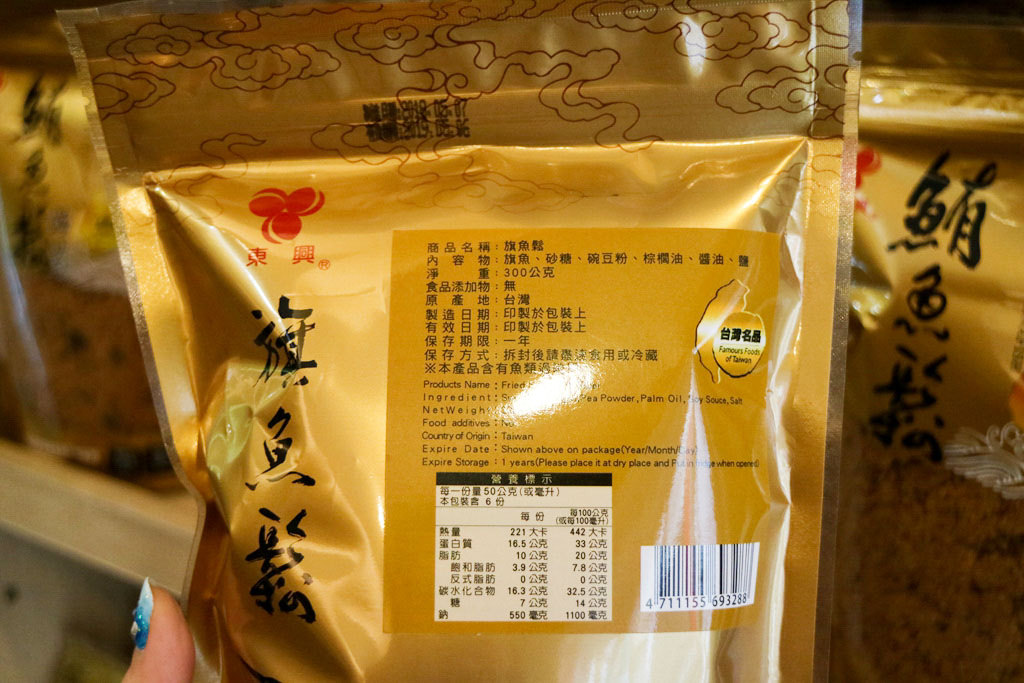 東興®
旗魚鬆
商品名稱：旗魚鬆
內容物：旗魚、砂糖、碗豆粉、棕櫚油、醬油、鹽
淨重：300公克
食品添加物：無
原產地：台灣
製造日期：印製於包裝上
有效日期：印製於包裝上
保存期限：一年
保存方式：拆封後請盡速食用或冷藏
※本產品含有魚類
Products Name : Fried
Ingredient : Pea Powder, Palm Oil, Soy Souce, Salt
Net Weigh
Food additives :
Country of Origin : Taiwan
Expire Date : Shown above on package(Year/Month/Day)
Expire Storage : 1 years(Please place it at dry place and Put in fridge when opened)
台灣名品
Famours Foods
of Taiwan
營養標示
每一份量 50公克(或毫升)
本包裝含 6 份
每份 每100公克(或每100毫升)
熱量 221 大卡 442 大卡
蛋白質 16.5 公克 33 公克
脂肪 10 公克 20 公克
飽和脂肪 3.9 公克 7.8 公克
反式脂肪 0 公克 0 公克
碳水化合物 16.3 公克 32.5 公克
糖 7 公克 14 公克
鈉 550 毫克 1100 毫克
4 711155 693288
鮪魚鬆